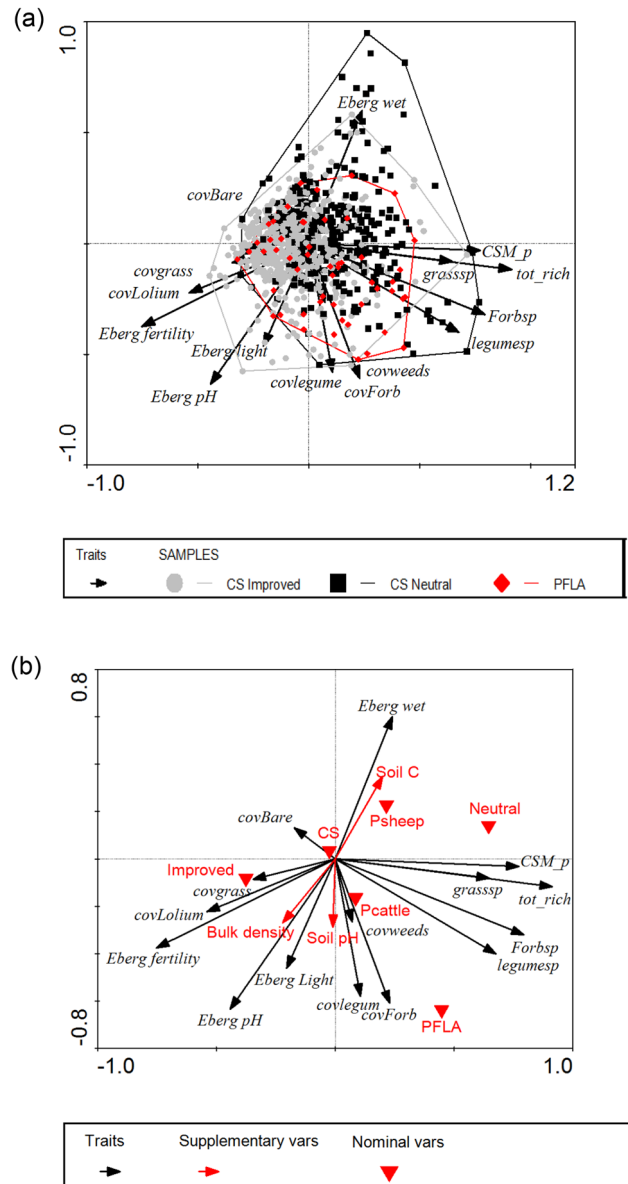 (a)
1.0
Eberg wet
covBare
CSM_p
covgrass
grasssp
tot_rich
covLolium
Forbsp
Eberg fertility
Eberg light
legumesp
covweeds
Eberg pH
covlegume
covForb
-1.0
-1.0
1.2
Traits
SAMPLES
CS Improved
CS Neutral
PFLA
(b)
0.8
Eberg wet
Soil C
covBare
Psheep
Neutral
CS
Improved
CSM_p
covgrass
grasssp
tot_rich
covLolium
Pcattle
Bulk density
Soil pH
covweeds
Forbsp
Eberg fertility
legumesp
Eberg Light
covlegum
covForb
Eberg pH
PFLA
-0.8
-1.0
1.0
Traits
Supplementary vars
Nominal vars